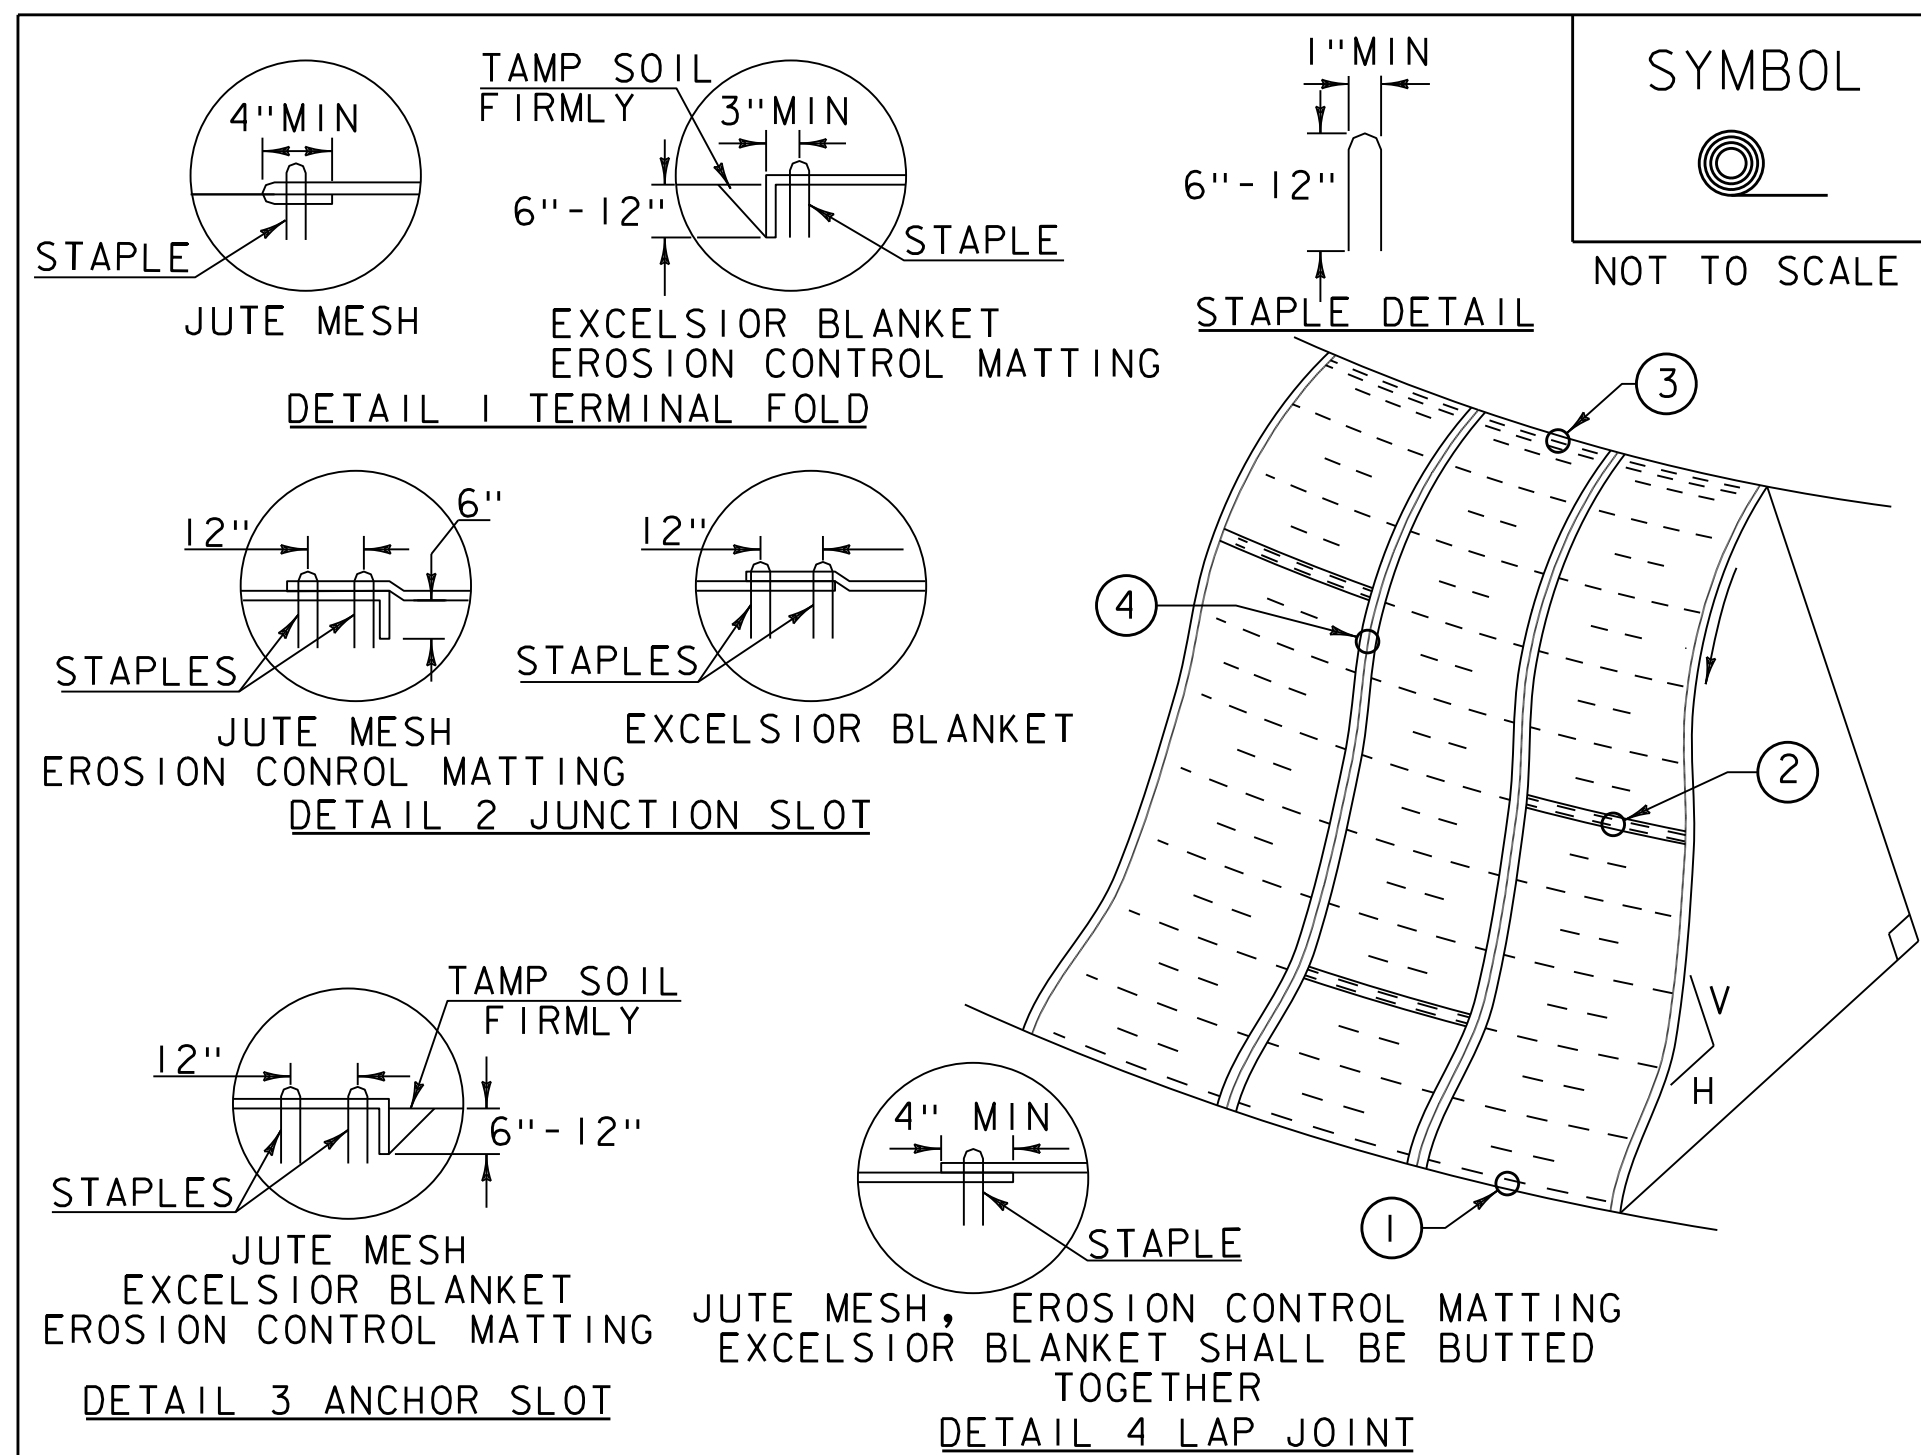 4"MIN
STAPLE
JUTE MESH
TAMP SOIL
FIRMLY
3"MIN
6"-12"
STAPLE
EXCELSIOR BLANKET
EROSION CONTROL MATTING
DETAIL 1 TERMINAL FOLD
1"MIN
6"-12"
STAPLE DETAIL
SYMBOL
NOT TO SCALE
12"
6"
STAPLES
JUTE MESH
EROSION CONROL MATTING
12"
STAPLES
EXCELSIOR BLANKET
DETAIL 2 JUNCTION SLOT
3
4
2
V
H
1
TAMP SOIL
FIRMLY
12"
6"-12"
STAPLES
JUTE MESH
EXCELSIOR BLANKET
EROSION CONTROL MATTING
DETAIL 3 ANCHOR SLOT
4" MIN
STAPLE
JUTE MESH, EROSION CONTROL MATTING
EXCELSIOR BLANKET SHALL BE BUTTED
TOGETHER
DETAIL 4 LAP JOINT